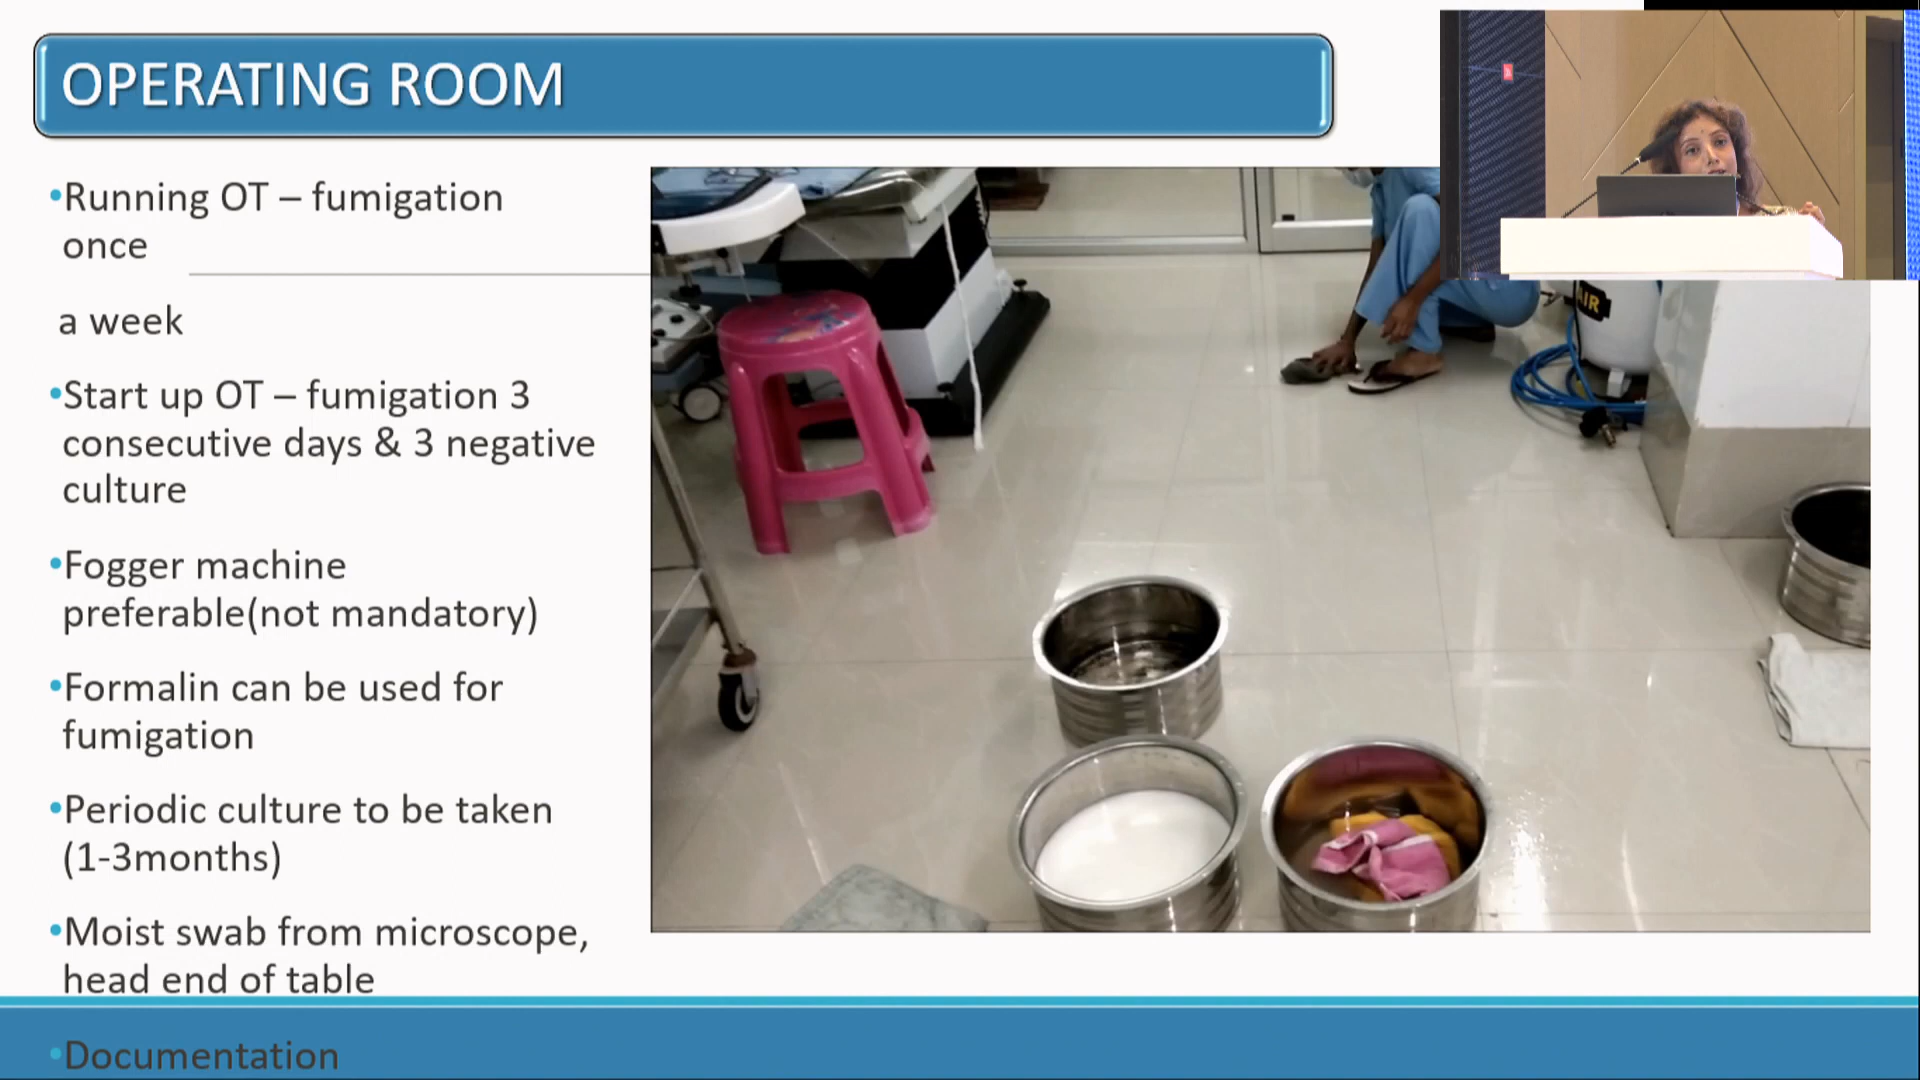 OPERATING ROOM
•Running OT – fumigation
once
a week
•Start up OT – fumigation 3
consecutive days & 3 negative
culture
•Fogger machine
preferable(not mandatory)
•Formalin can be used for
fumigation
•Periodic culture to be taken
(1-3months)
•Moist swab from microscope,
head end of table
•Documentation
AIR